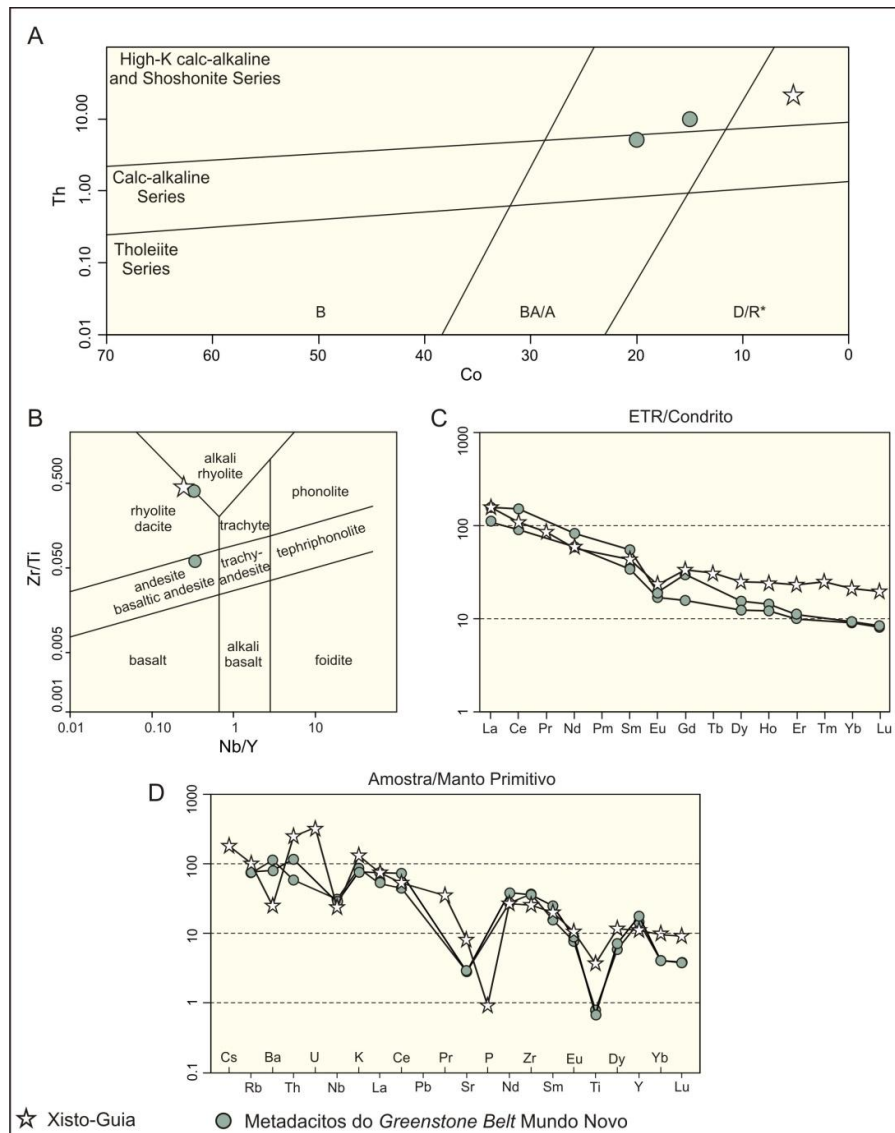 A
High-K calc-alkaline
and Shoshonite Series
Calc-alkaline
Series
Tholeiite
Series
B
BA/A
D/R*
Th
10.00
1.00
0.10
0.01
70
60
50
40
30
20
10
0
Co
B
alkali
rhyolite
rhyolite
dacite
phonolite
trachyte
tephriphonolite
trachy-
andesite
andesite
basaltic andesite
basalt
alkali
basalt
foidite
Zr/Ti
0.500
0.050
0.005
0.001
0.01
0.10
1
10
Nb/Y
C
ETR/Condrito
1000
100
10
1
La
Ce
Pr
Nd
Pm
Sm
Eu
Gd
Tb
Dy
Ho
Er
Tm
Yb
Lu
D
Amostra/Manto Primitivo
1000
100
10
1
0.1
Cs
Ba
U
K
Ce
Pr
P
Zr
Eu
Dy
Yb
Rb
Th
Nb
La
Pb
Sr
Nd
Sm
Ti
Y
Lu
Xisto-Guia
Metadacitos do Greenstone Belt Mundo Novo